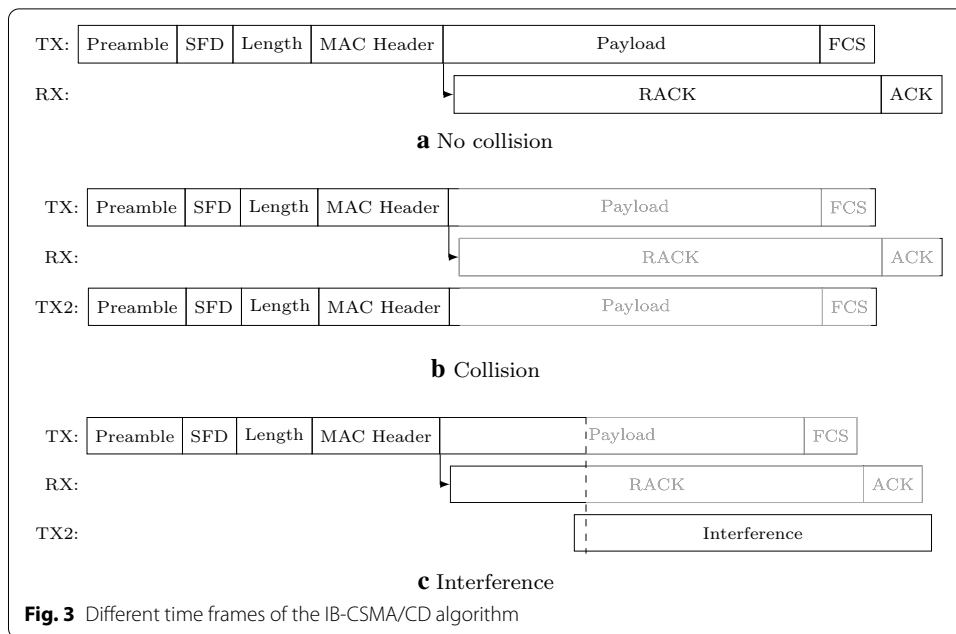 TX: Preamble SFD Length MAC Header Payload FCS
RX: RACK ACK
a No collision
TX: Preamble SFD Length MAC Header Payload FCS
RX: RACK ACK
TX2: Preamble SFD Length MAC Header Payload FCS
b Collision
TX: Preamble SFD Length MAC Header Payload FCS
RX: RACK ACK
TX2: Interference
c Interference
Fig. 3 Different time frames of the IB-CSMA/CD algorithm